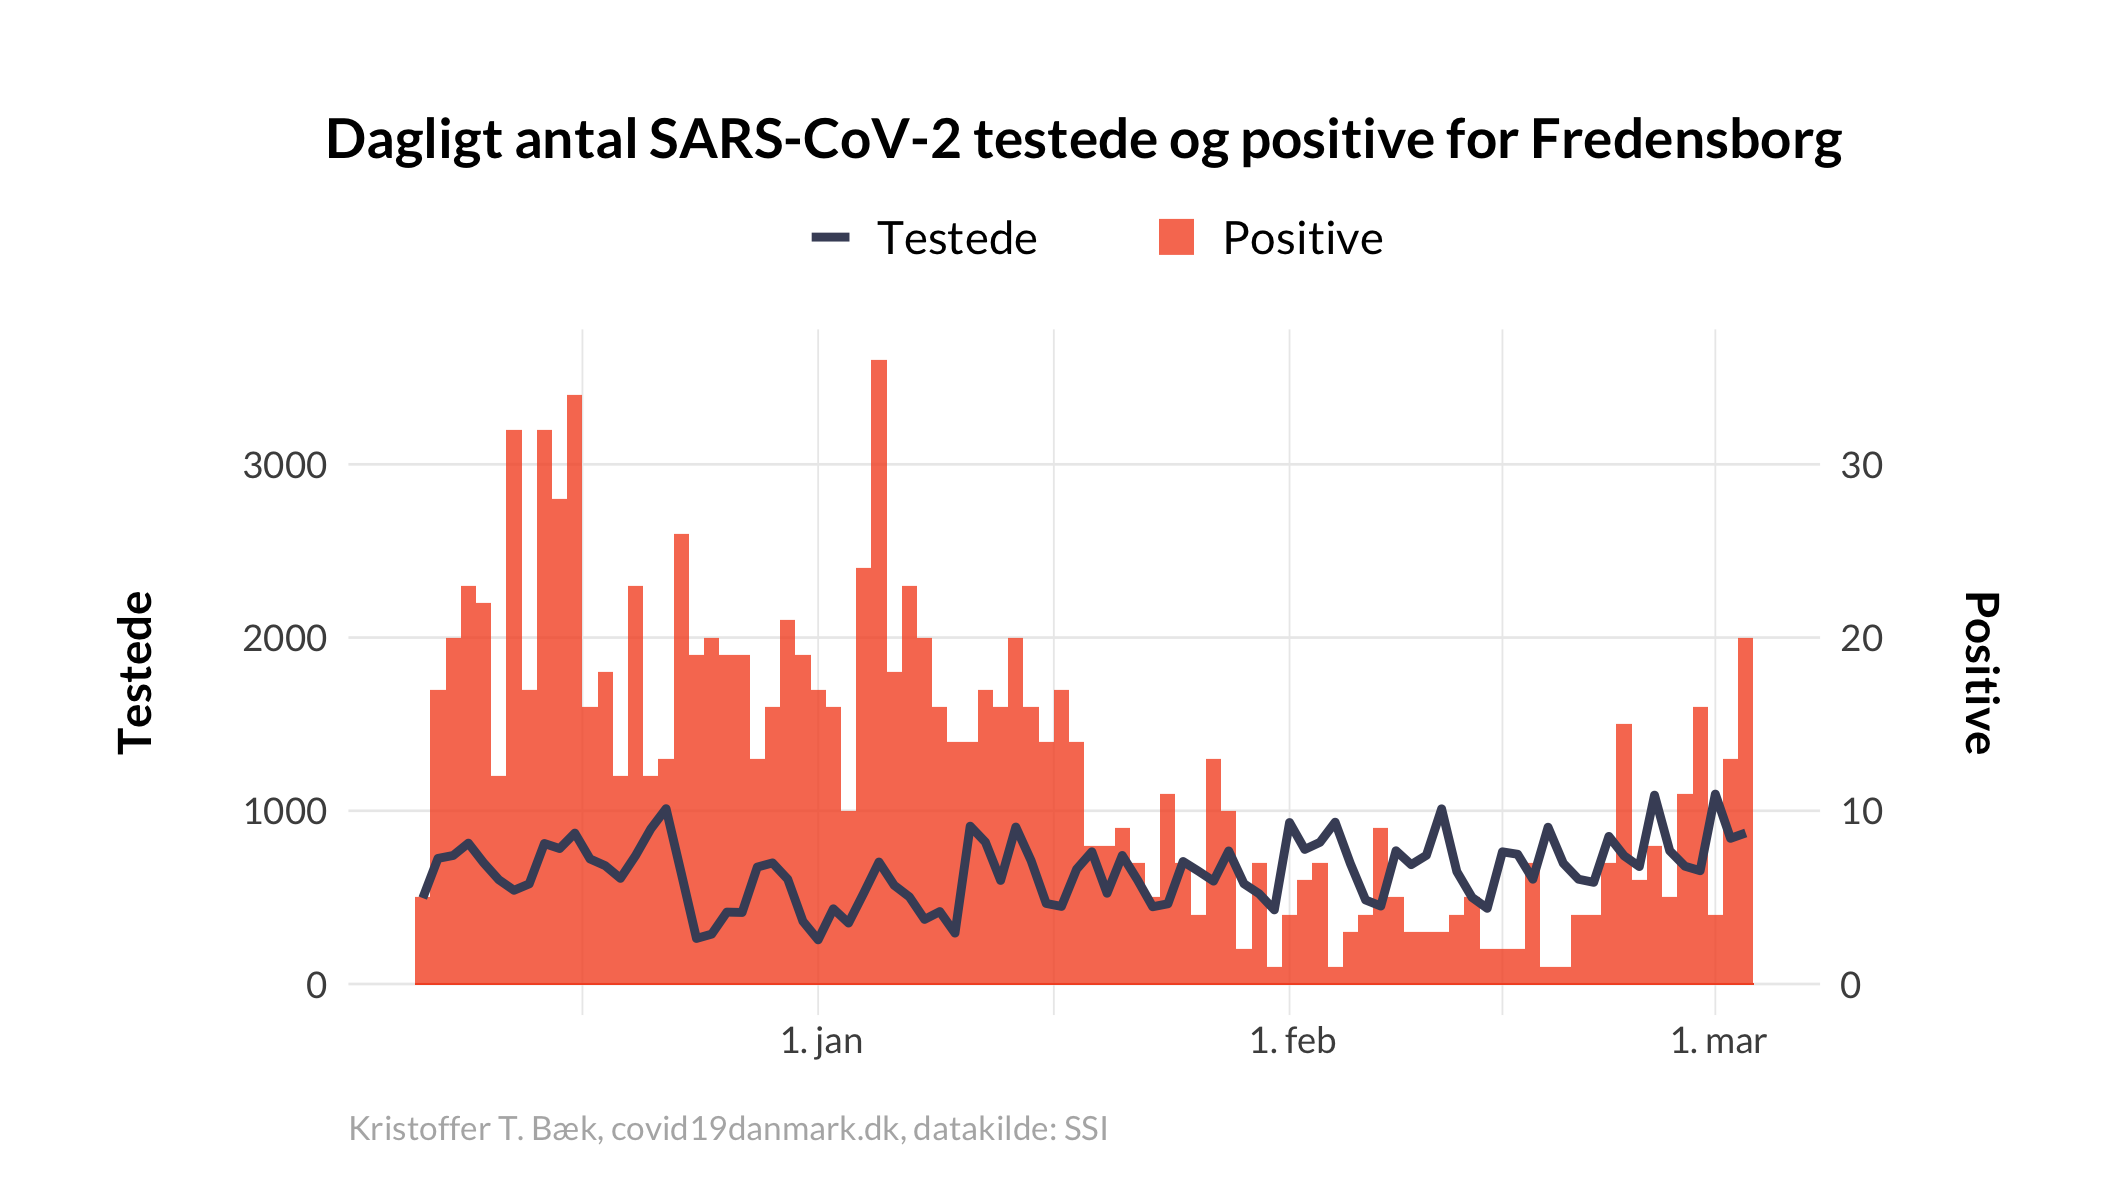 Dagligt antal SARS-CoV-2 testede og positive for Fredensborg
Testede
Positive
3000
2000
1000
0
Testede
30
20
10
0
Positive
1. jan
1. feb
1. mar
Kristoffer T. Bæk, covid19danmark.dk, datakilde: SSI